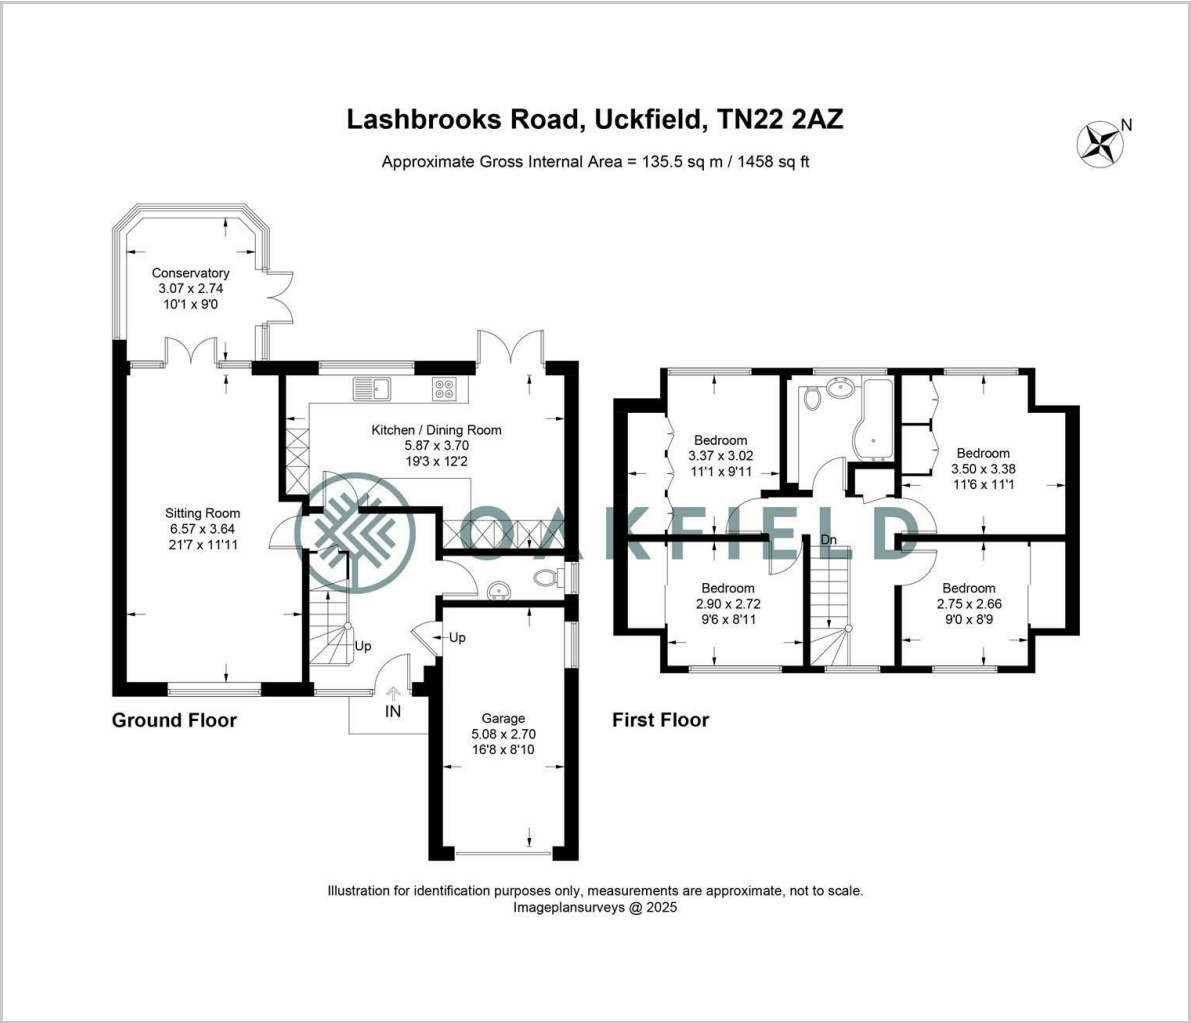 Lashbrooks Road, Uckfield, TN22 2AZ
N
Approximate Gross Internal Area = 135.5 sq m / 1458 sq ft
Conservatory
3.07 x 2.74
10'1 x 9'0
Kitchen / Dining Room
5.87 x 3.70
19'3 x 12'2
Sitting Room
6.57 x 3.64
21'7 x 11'11
Up
Up
IN
Garage
5.08 x 2.70
16'8 x 8'10
Ground Floor
Bedroom
3.37 x 3.02
11'1 x 9'11
Bedroom
3.50 x 3.38
11'6 x 11'1
Dn
Bedroom
2.90 x 2.72
9'6 x 8'11
Bedroom
2.75 x 2.66
9'0 x 8'9
First Floor
OAKFIELD
Illustration for identification purposes only, measurements are approximate, not to scale.
Imageplansurveys @ 2025